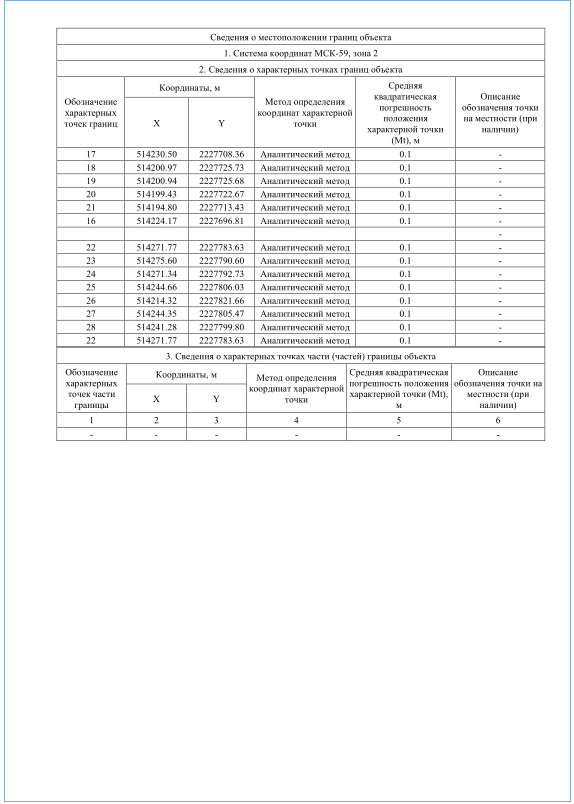 Сведения о местоположении границ объекта
1. Система координат МСК-59, зона 2
2. Сведения о характерных точках границ объекта
Обозначение
характерных
точек границ
Координаты, м
X
Y
Метод определения
координат характерной
точки
Средняя
квадратическая
погрешность
положения
характерной точки
(Mt), м
Описание
обозначения точки
на местности (при
наличии)
17 514230.50 2227708.36 Аналитический метод 0.1 -
18 514200.97 2227725.73 Аналитический метод 0.1 -
19 514200.94 2227725.68 Аналитический метод 0.1 -
20 514199.43 2227722.67 Аналитический метод 0.1 -
21 514194.80 2227713.43 Аналитический метод 0.1 -
16 514224.17 2227696.81 Аналитический метод 0.1 -
-
22 514271.77 2227783.63 Аналитический метод 0.1 -
23 514275.60 2227790.60 Аналитический метод 0.1 -
24 514271.34 2227792.73 Аналитический метод 0.1 -
25 514244.66 2227806.03 Аналитический метод 0.1 -
26 514214.32 2227821.66 Аналитический метод 0.1 -
27 514244.35 2227805.47 Аналитический метод 0.1 -
28 514241.28 2227799.80 Аналитический метод 0.1 -
22 514271.77 2227783.63 Аналитический метод 0.1 -
3. Сведения о характерных точках части (частей) границы объекта
Обозначение
характерных
точек части
границы
Координаты, м
X
Y
Метод определения
координат характерной
точки
Средняя квадратическая
погрешность положения
характерной точки (Mt),
м
Описание
обозначения точки на
местности (при
наличии)
1 2 3 4 5 6
- - - - - -